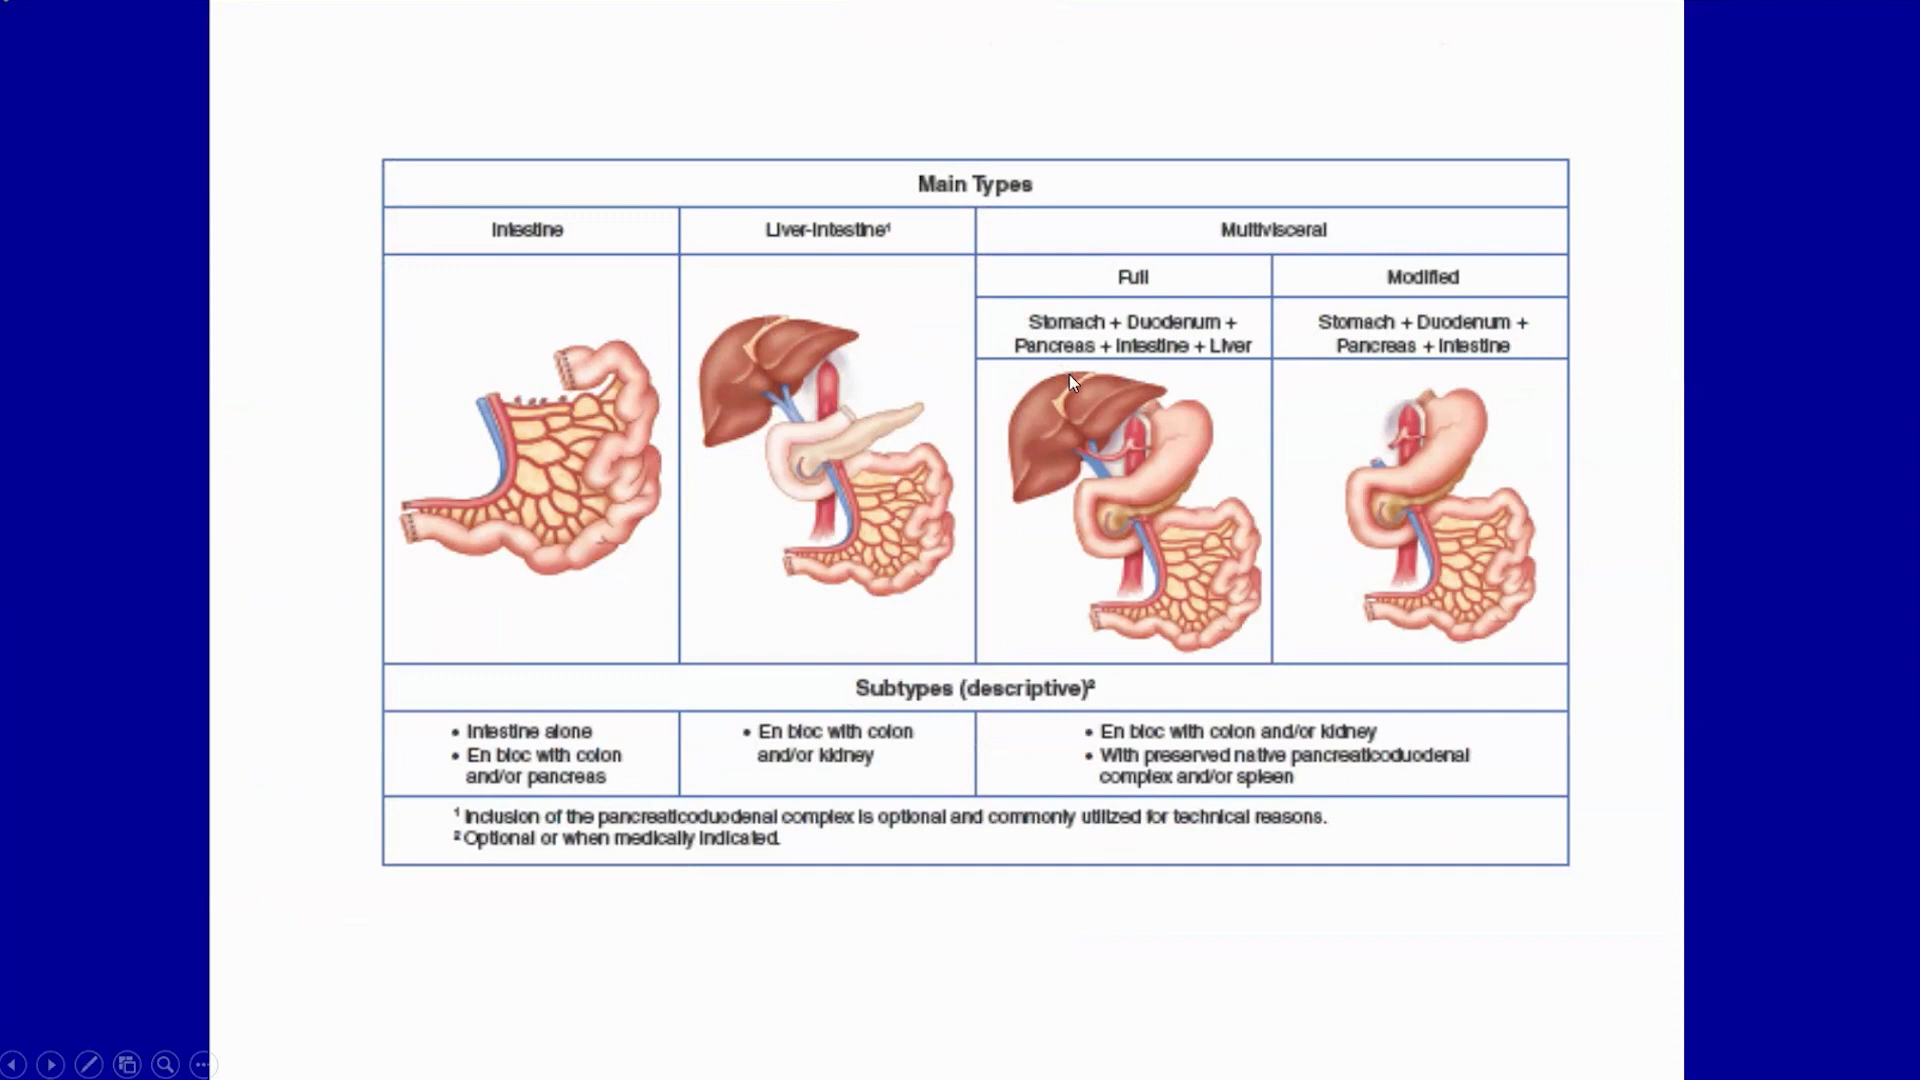 Main Types
Intestine
Liver-Intestine¹
Multivisceral
Full
Modified
Stomach + Duodenum +
Pancreas + Intestine + Liver
Stomach + Duodenum +
Pancreas + Intestine
Subtypes (descriptive)²
• Intestine alone
• En bloc with colon
and/or pancreas
• En bloc with colon
and/or kidney
• En bloc with colon and/or kidney
• With preserved native pancreaticoduodenal
complex and/or spleen
¹ Inclusion of the pancreaticoduodenal complex is optional and commonly utilized for technical reasons.
² Optional or when medically indicated.